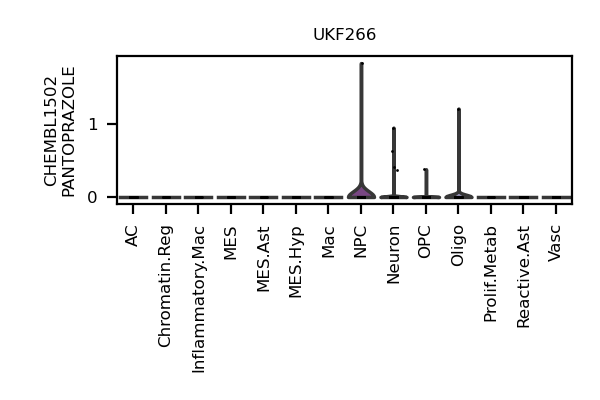 UKF266
CHEMBL1502
PANTOPRAZOLE
1
0
AC
Chromatin.Reg
Inflammatory.Mac
MES
MES.Ast
MES.Hyp
Mac
NPC
Neuron
OPC
Oligo
Prolif.Metab
Reactive.Ast
Vasc